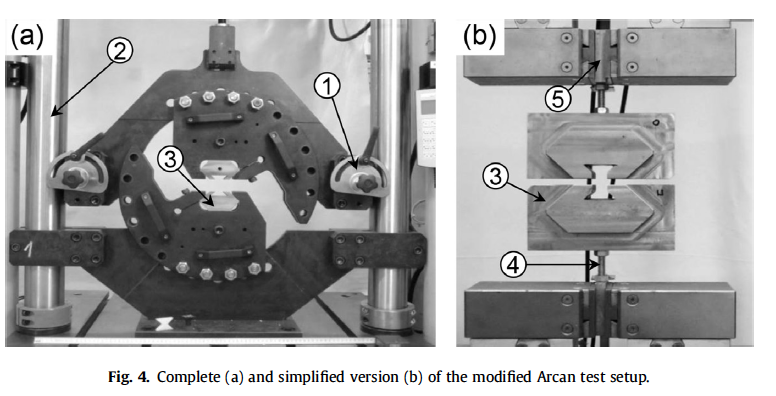 (a)
2
1
3
1
(b)
5
3
4
Fig. 4. Complete (a) and simplified version (b) of the modified Arcan test setup.